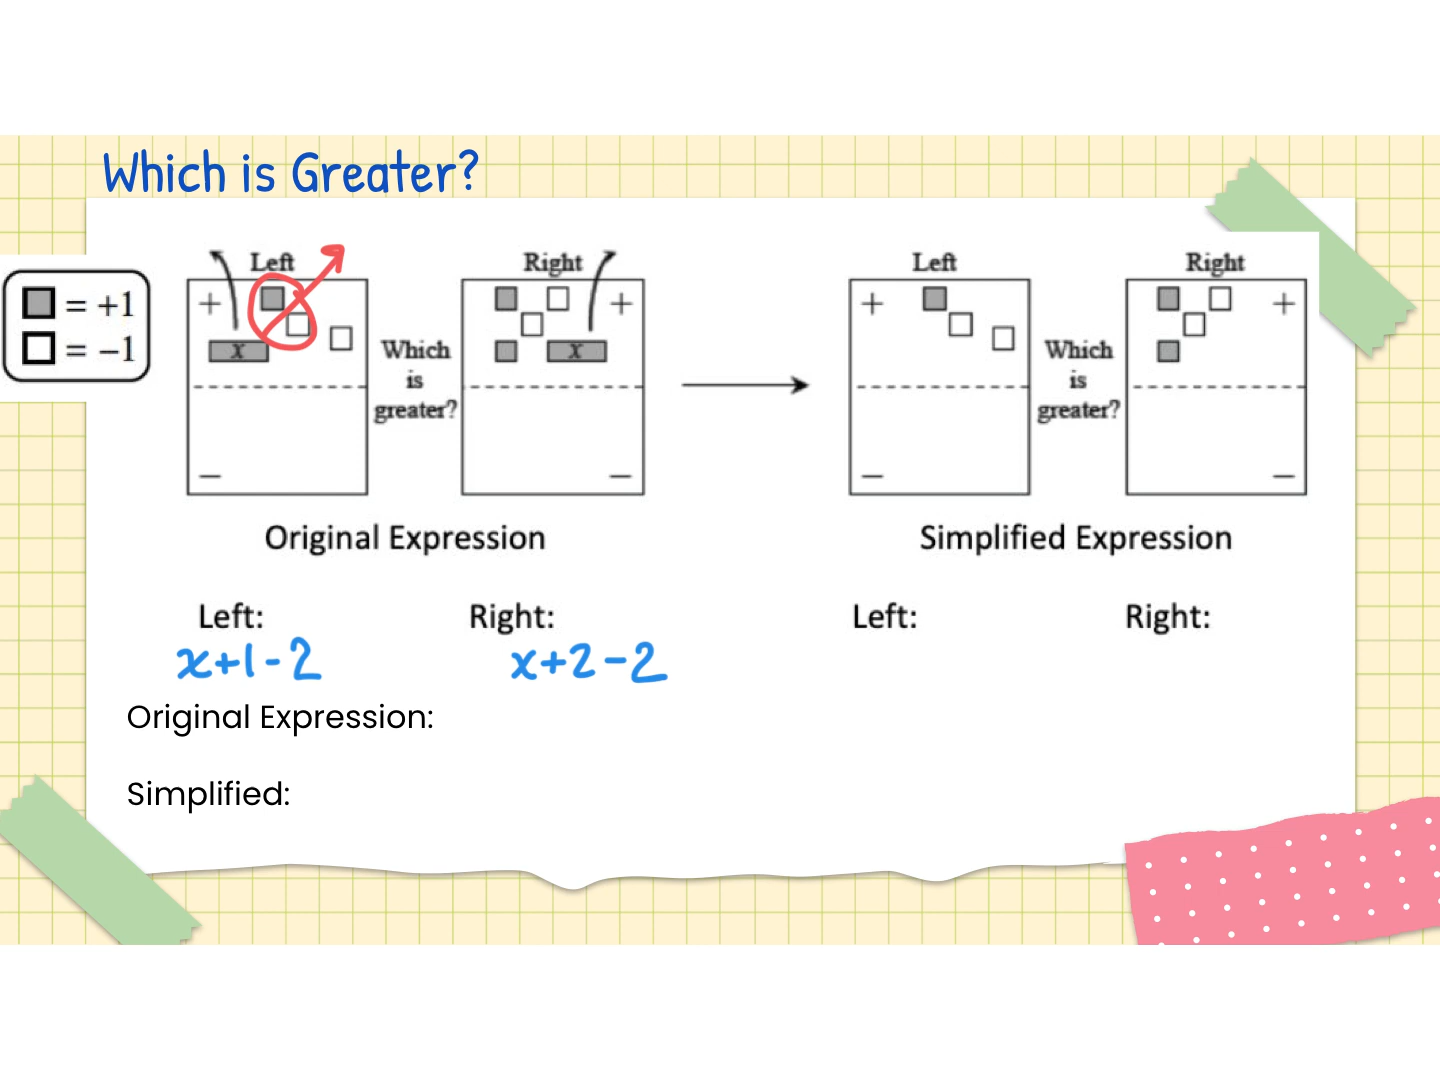 Which is Greater?
= +1
= −1
Left
+
x
−
Which
is
greater?
Right
+
x
−
Left
+
−
Which
is
greater?
Right
+
−
Original Expression
Simplified Expression
Left:
Right:
Left:
Right:
x+1-2
x+2-2
Original Expression:
Simplified: